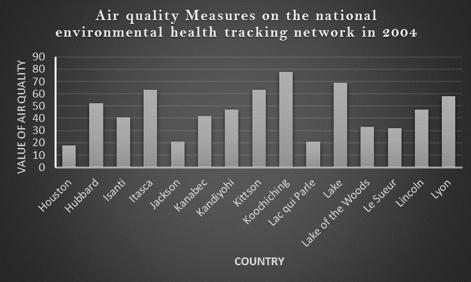 Air quality Measures on the national
environmental health tracking network in 2004
VALUE OF AIR QUALITY
90
80
70
60
50
40
30
20
10
0
Houston
Hubbard
Isanti
Itasca
Jackson
Kanabec
Kandiyohi
Kittson
Koochiching
Lac qui Parle
Lake
Lake of the Woods
Le Sueur
Lincoln
Lyon
COUNTRY